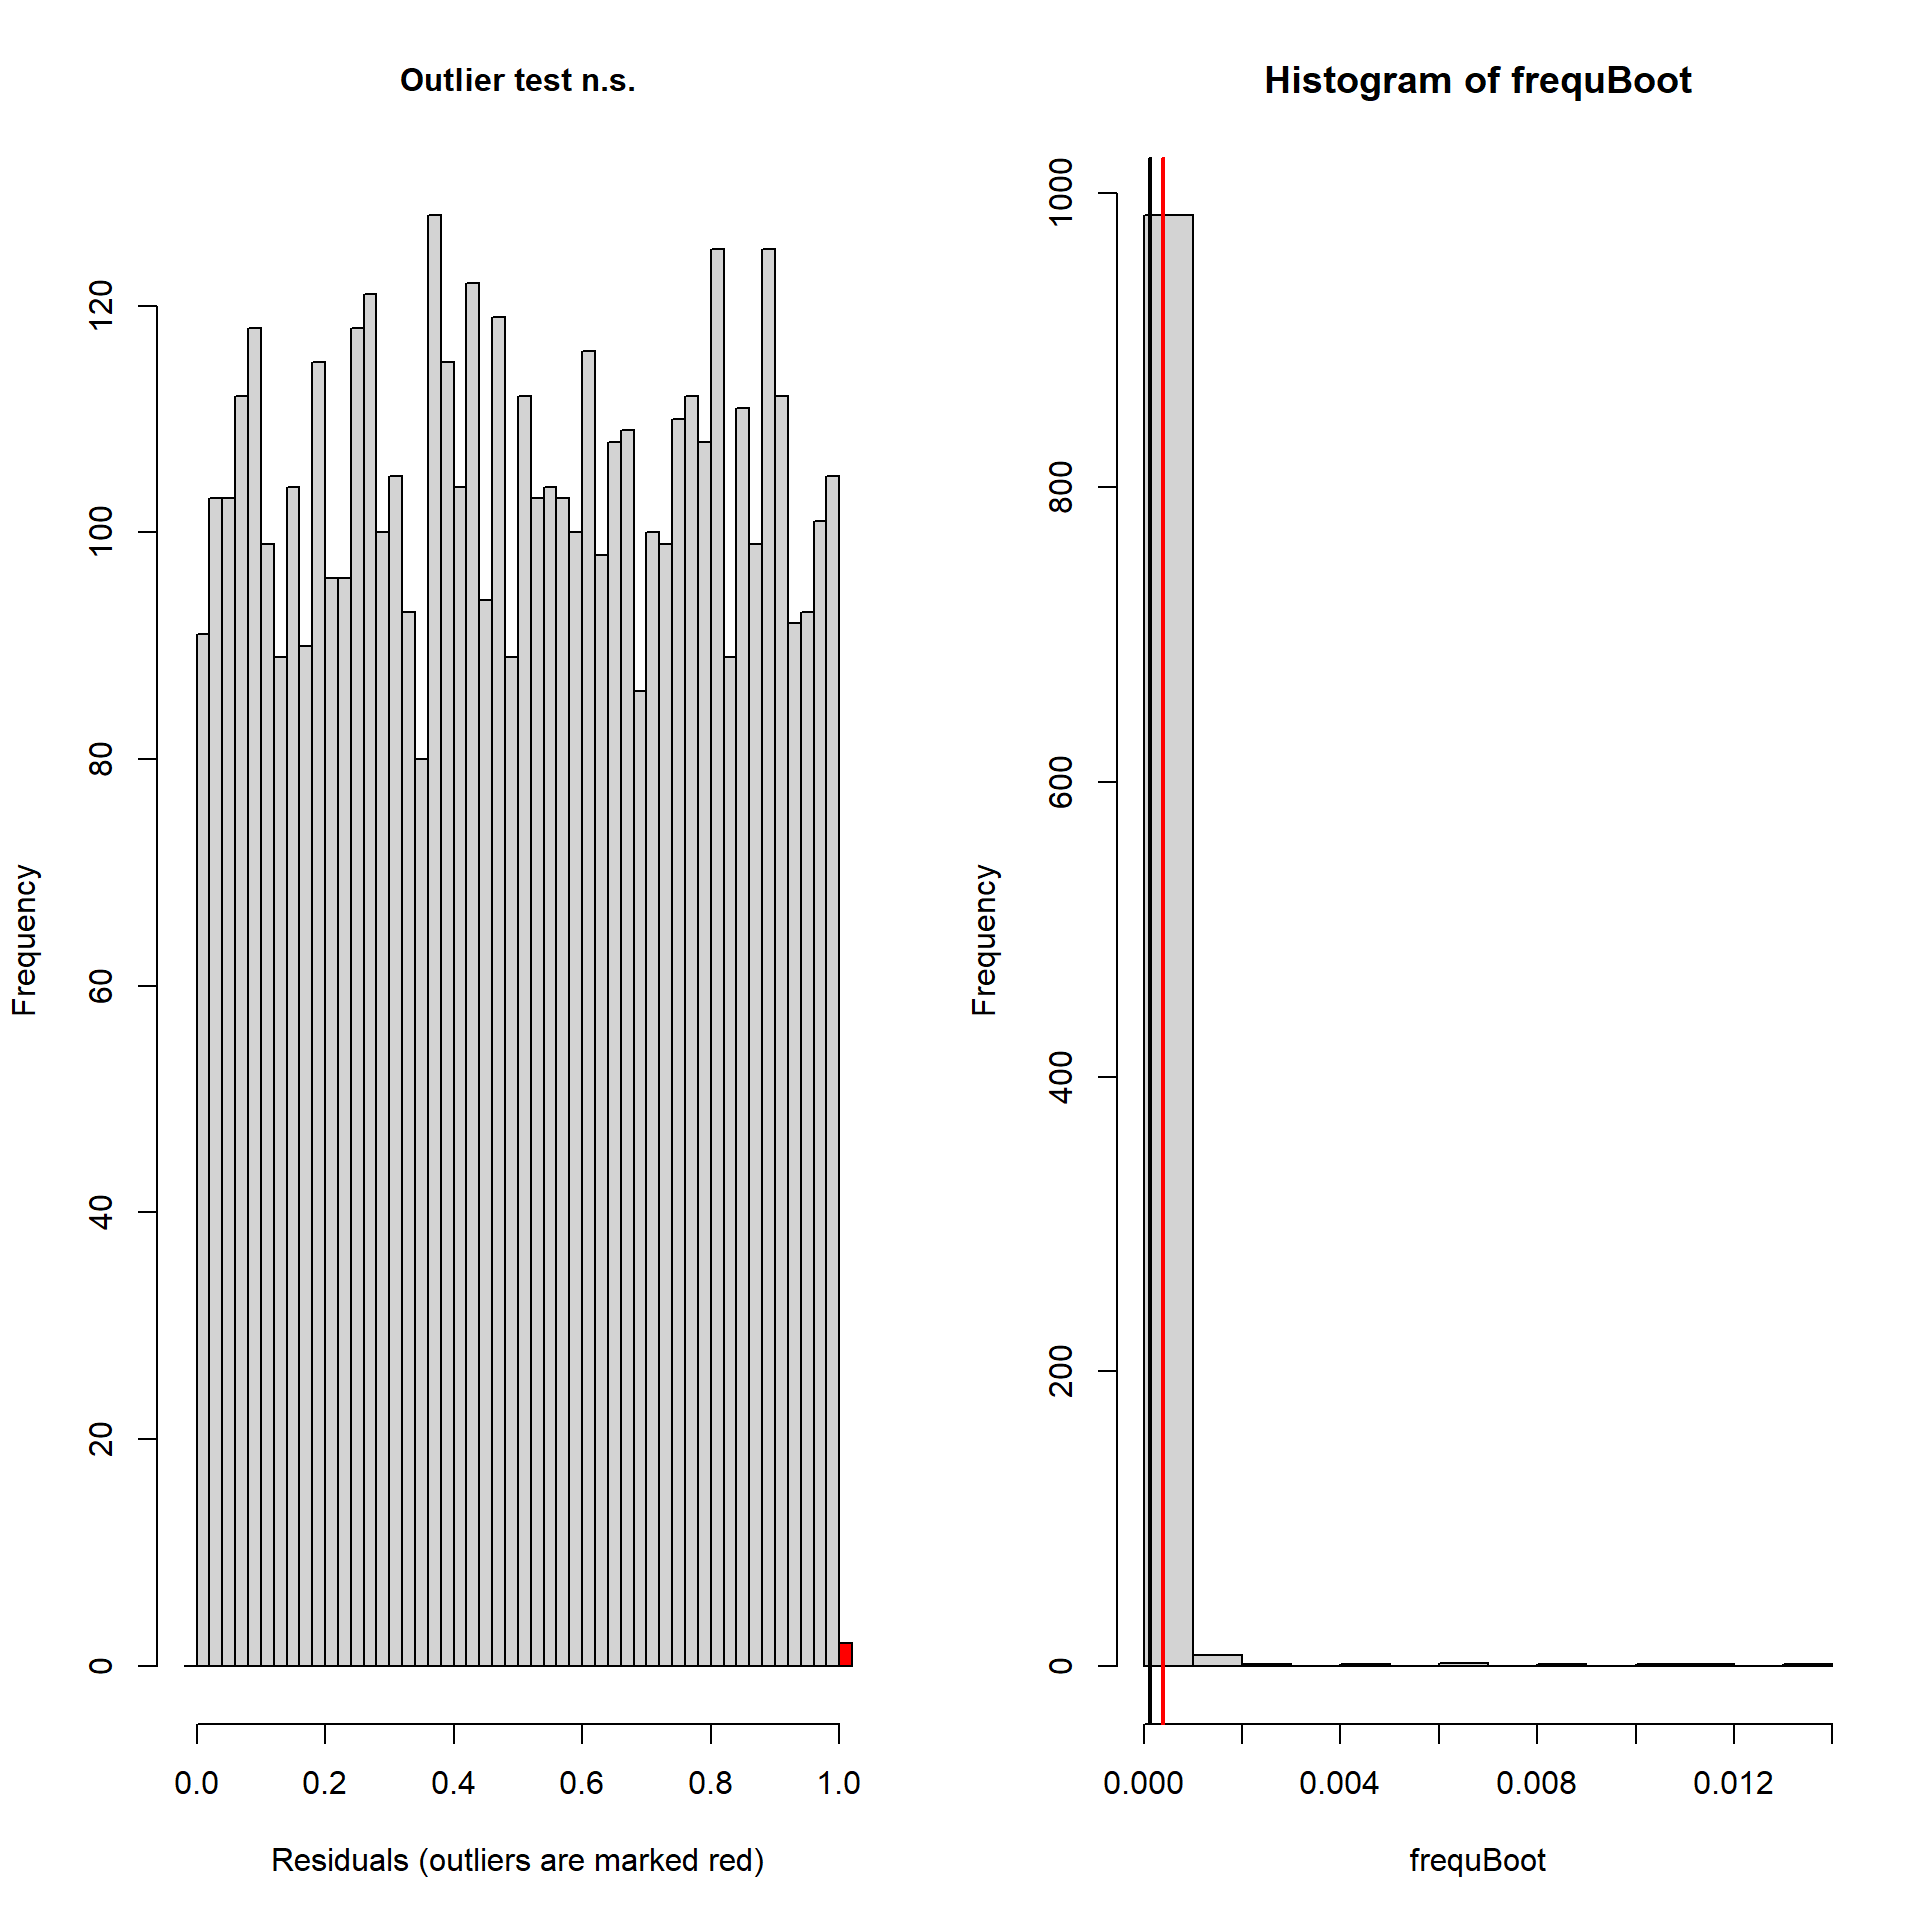 Outlier test n.s.
Frequency
120
100
80
60
40
20
0
0.0 0.2 0.4 0.6 0.8 1.0
Residuals (outliers are marked red)
Histogram of frequBoot
Frequency
1000
800
600
400
200
0
0.000 0.004 0.008 0.012
frequBoot